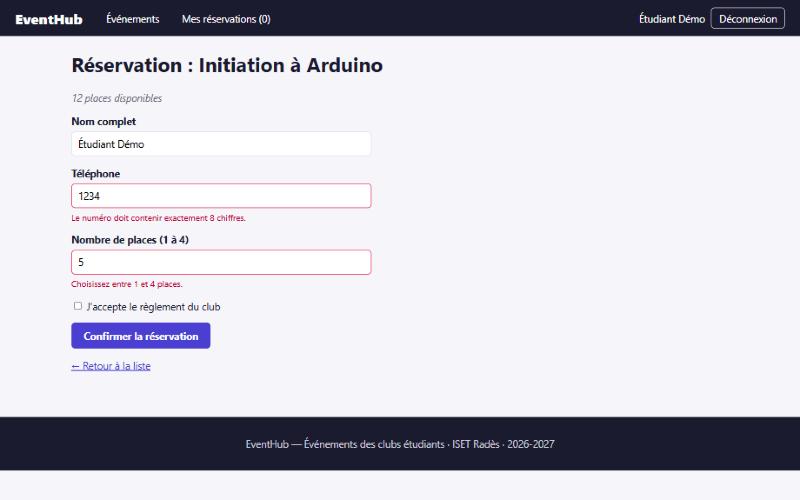 EventHub Événements Mes réservations (0) Étudiant Démo Déconnexion
Réservation : Initiation à Arduino
12 places disponibles
Nom complet
Étudiant Démo
Téléphone
1234
Le numéro doit contenir exactement 8 chiffres.
Nombre de places (1 à 4)
5
Choisissez entre 1 et 4 places.
J'accepte le règlement du club
Confirmer la réservation
← Retour à la liste
EventHub — Événements des clubs étudiants · ISET Radès · 2026-2027